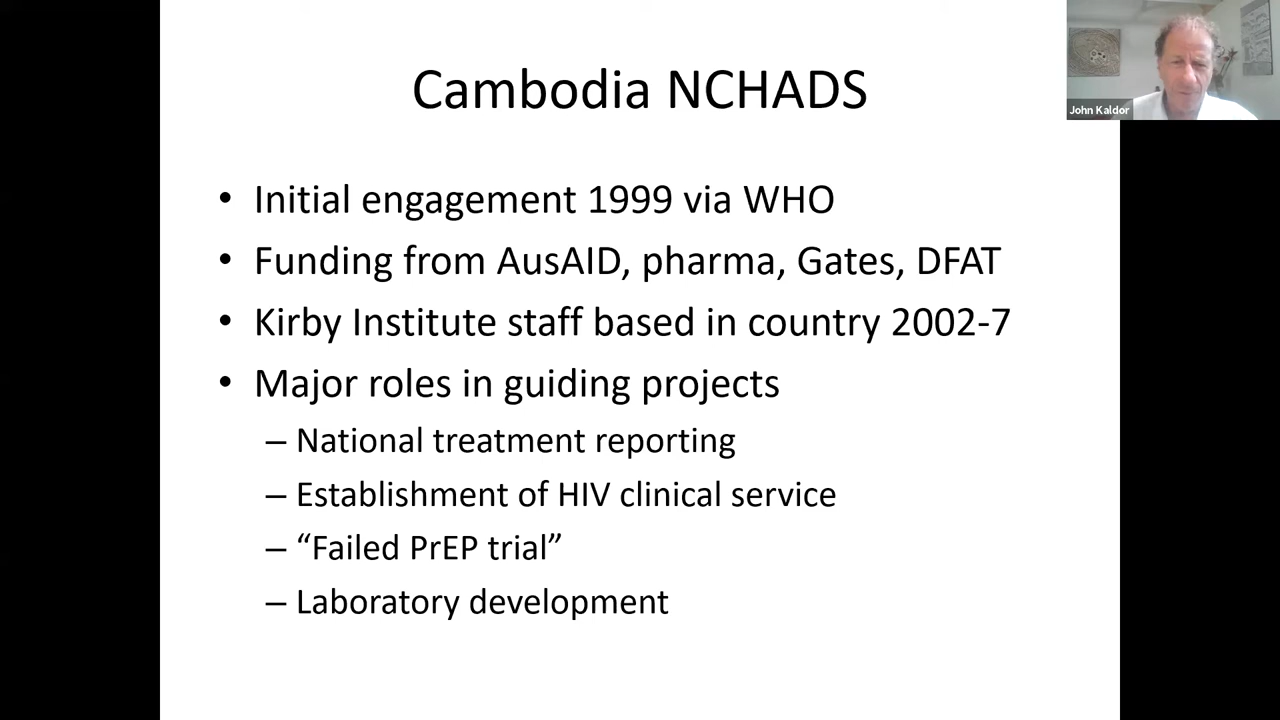 Cambodia NCHADS
John Kaldor
• Initial engagement 1999 via WHO
• Funding from AusAID, pharma, Gates, DFAT
• Kirby Institute staff based in country 2002-7
• Major roles in guiding projects
– National treatment reporting
– Establishment of HIV clinical service
– “Failed PrEP trial”
– Laboratory development